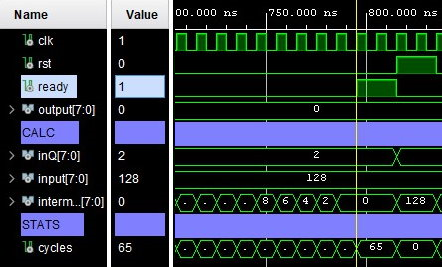 Name Value 00.000 ns 750.000 ns 800.000 ns
clk 1
rst 0
ready 1
output[7:0] 0 0
CALC
inQ[7:0] 2 2
input[7:0] 128 128
interm...[7:0] 0 8 6 4 2 0 128
STATS
cycles 65 65 0